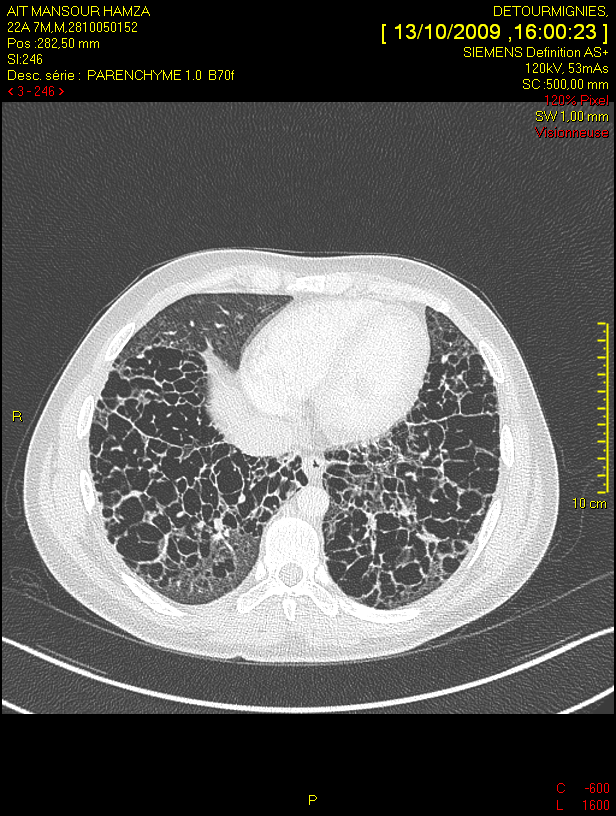 AIT MANSOUR HAMZA
22A 7M,M,2810050152
Pos :282,50 mm
SI:246
Desc. série : PARENCHYME 1.0 B70f
< 3 - 246 >
DETOURMIGNIES,
[ 13/10/2009 ,16:00:23 ]
SIEMENS Definition AS+
120kV, 53mAs
SC :500,00 mm
120% Pixel
SW 1,00 mm
Visionneuse
R
10 cm
P
C -600
L 1600